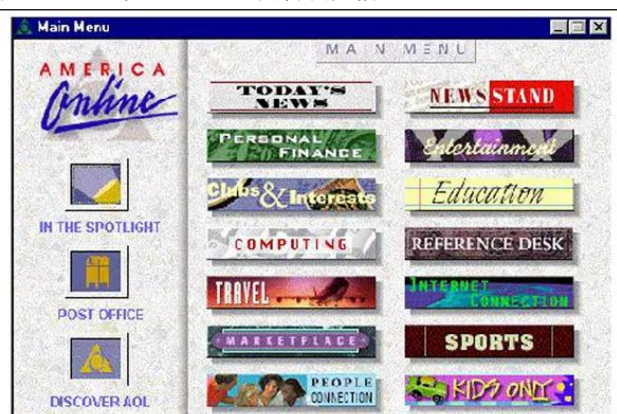 Main Menu
MAIN MENU
AMERICA
Online
IN THE SPOTLIGHT
POST OFFICE
DISCOVER AOL
TODAY'S
NEWS
NEWSSTAND
PERSONAL
FINANCE
Entertainment
Clubs & Interests
Education
COMPUTING
REFERENCE DESK
TRAVEL
INTERNET
CONNECTION
MARKETPLACE
SPORTS
PEOPLE
CONNECTION
KIDS ONLY